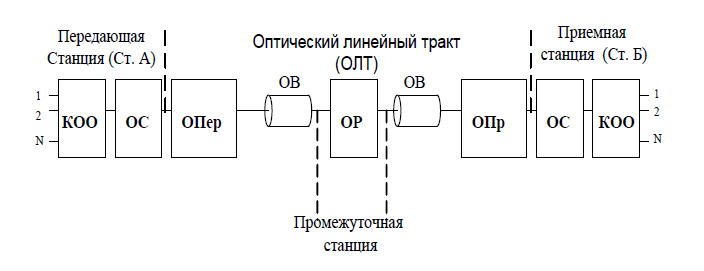 Передающая
Станция (Ст. А)
Оптический линейный тракт
(ОЛТ)
Приемная
станция (Ст. Б)
ОВ
ОВ
1
2
N
КОО
ОС
ОПер
ОР
ОПр
ОС
КОО
1
2
N
Промежуточная
станция